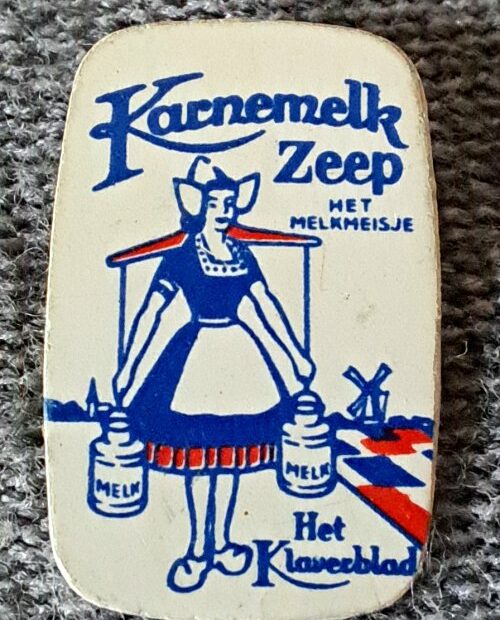 Karnemelk
Zeep
HET
MELKMEISJE
MELK
MELK
Het
Klaverblad